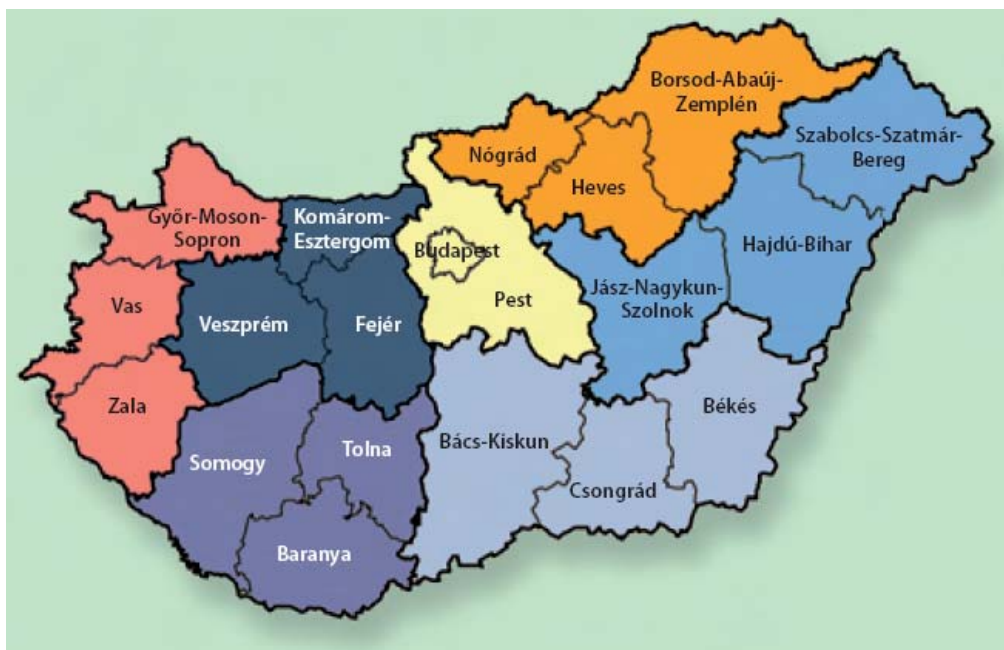 Borsod-Abaúj-
Zemplén
Szabolcs-Szatmár-
Bereg
Nógrád
Heves
Győr-Moson-
Sopron
Komárom-
Esztergom
Budapest
Hajdú-Bihar
Vas
Veszprém
Fejér
Pest
Jász-Nagykun-
Szolnok
Zala
Somogy
Tolna
Bács-Kiskun
Békés
Csongrád
Baranya